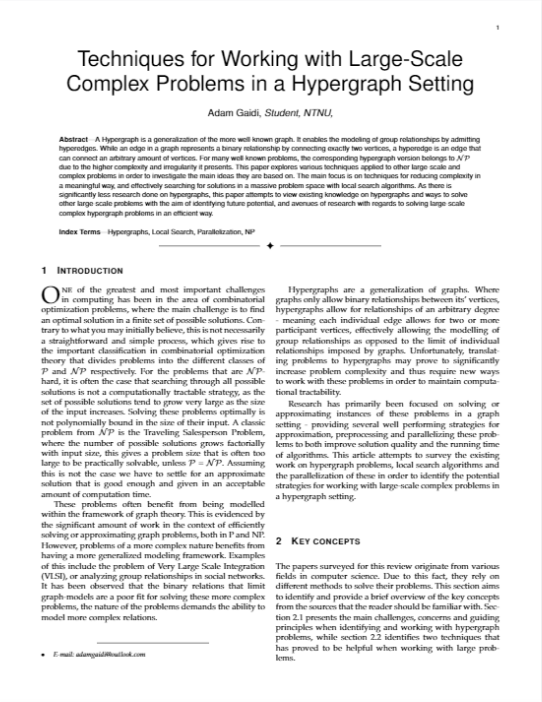 1
Techniques for Working with Large-Scale
Complex Problems in a Hypergraph Setting
Adam Gaidi, Student, NTNU,
Abstract—A Hypergraph is a generalization of the more well known graph. It enables the modeling of group relationships by admitting
hyperedges. While an edge in a graph represents a binary relationship by connecting exactly two vertices, a hyperedge is an edge that
can connect an arbitrary amount of vertices. For many well known problems, the corresponding hypergraph version belongs to NP
due to the higher complexity and irregularity it presents. This paper explores various techniques applied to other large scale and
complex problems in order to investigate the main ideas they are based on. The main focus is on techniques for reducing complexity in
a meaningful way, and effectively searching for solutions in a massive problem space with local search algorithms. As there is
significantly less research done on hypergraphs, this paper attempts to view existing knowledge on hypergraphs and ways to solve
other large scale problems with the aim of identifying future potential, and avenues of research with regards to solving large scale
complex hypergraph problems in an efficient way.
Index Terms—Hypergraphs, Local Search, Parallelization, NP
1 INTRODUCTION
ONE of the greatest and most important challenges
in computing has been in the area of combinatorial
optimization problems, where the main challenge is to find
an optimal solution in a finite set of possible solutions. Con-
trary to what you may initially believe, this is not necessarily
a straightforward and simple process, which gives rise to
the important classification in combinatorial optimization
theory that divides problems into the different classes of
P and NP respectively. For the problems that are NP-
hard, it is often the case that searching through all possible
solutions is not a computationally tractable strategy, as the
set of possible solutions tend to grow very large as the size
of the input increases. Solving these problems optimally is
not polynomially bound in the size of their input. A classic
problem from NP is the Traveling Salesperson Problem,
where the number of possible solutions grows factorially
with input size, this gives a problem size that is often too
large to be practically solvable, unless P = NP. Assuming
this is not the case we have to settle for an approximate
solution that is good enough and given in an acceptable
amount of computation time.
These problems often benefit from being modelled
within the framework of graph theory. This is evidenced by
the significant amount of work in the context of efficiently
solving or approximating graph problems, both in P and NP.
However, problems of a more complex nature benefits from
having a more generalized modeling framework. Examples
of this include the problem of Very Large Scale Integration
(VLSI), or analyzing group relationships in social networks.
It has been observed that the binary relations that limit
graph-models are a poor fit for solving these more complex
problems, the nature of the problems demands the ability to
model more complex relations.
• E-mail: adamgaidi@outlook.com
Hypergraphs are a generalization of graphs. Where
graphs only allow binary relationships between its' vertices,
hypergraphs allow for relationships of an arbitrary degree
- meaning each individual edge allows for two or more
participant vertices, effectively allowing the modelling of
group relations as opposed to the limit of individual
relationships imposed by graphs. Unfortunately, translat-
ing problems to hypergraphs may prove to significantly
increase problem complexity and thus require new ways
to work with these problems in order to maintain computa-
tional tractability.
Research has primarily been focused on solving or
approximating instances of these problems in a graph
setting - providing several well performing strategies for
approximation, preprocessing and parallelizing these prob-
lems to both improve solution quality and the running time
of algorithms. This article attempts to survey the existing
work on hypergraph problems, local search algorithms and
the parallelization of these in order to identify the potential
strategies for working with large-scale complex problems in
a hypergraph setting.
2 KEY CONCEPTS
The papers surveyed for this review originate from various
fields in computer science. Due to this fact, they rely on
different methods to solve their problems. This section aims
to identify and provide a brief overview of the key concepts
from the sources that the reader should be familiar with. Sec-
tion 2.1 presents the main challenges, concerns and guiding
principles when identifying and working with hypergraph
problems, while section 2.2 identifies two techniques that
has proved to be helpful when working with large prob-
lems.